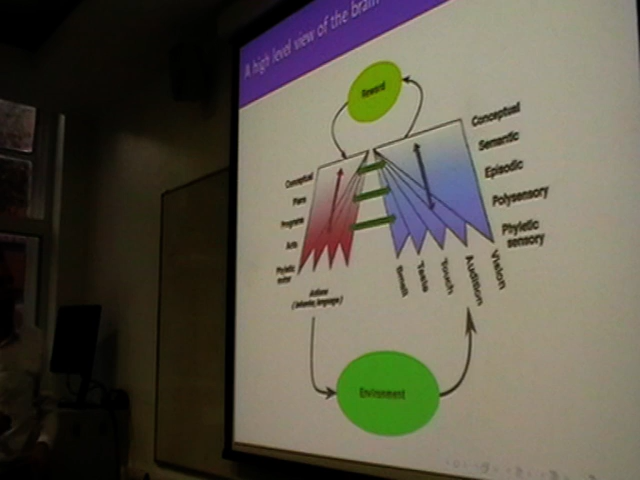 A high level view of the brain
Reward
Conceptual
Plans
Programs
Acts
Phyletic
motor
Actions
(behavior, language)
Conceptual
Semantic
Episodic
Polysensory
Phyletic
sensory
Smell
Taste
Touch
Audition
Vision
Environment